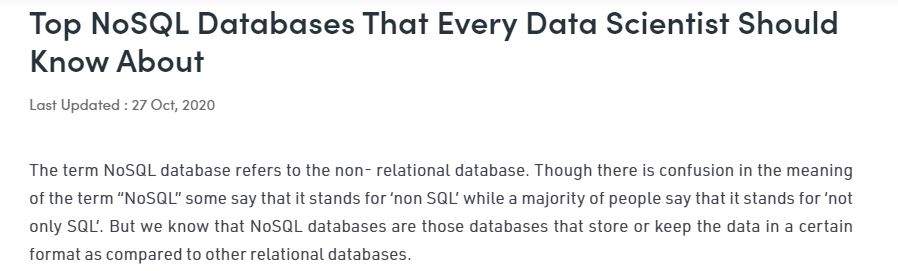 Top NoSQL Databases That Every Data Scientist Should
Know About
Last Updated : 27 Oct, 2020
The term NoSQL database refers to the non- relational database. Though there is confusion in the meaning
of the term “NoSQL” some say that it stands for ‘non SQL’ while a majority of people say that it stands for ‘not
only SQL’. But we know that NoSQL databases are those databases that store or keep the data in a certain
format as compared to other relational databases.